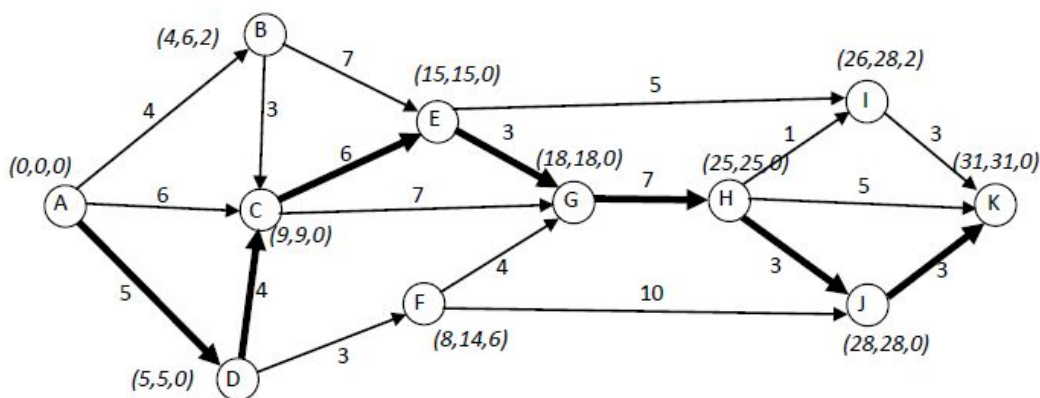 (4,6,2)
B
7
(15,15,0)
(26,28,2)
4
3
E
5
I
(0,0,0)
6
3
(18,18,0)
1
3
(25,25,0)
(31,31,0)
A
6
C
7
G
7
H
5
K
(9,9,0)
5
4
F
4
3
3
10
J
(8,14,6)
(28,28,0)
3
(5,5,0)
D